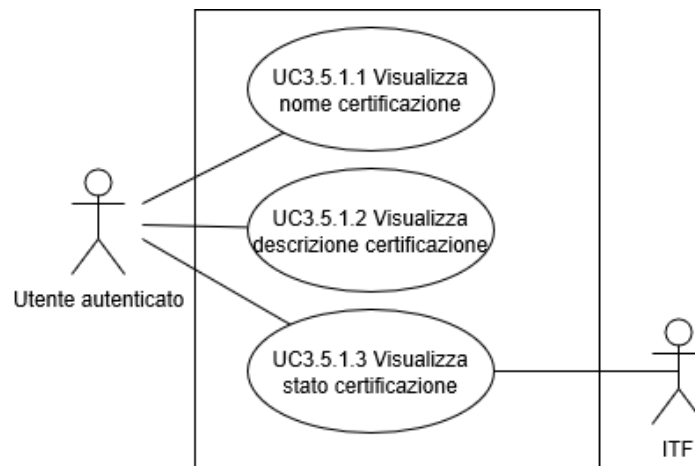 UC3.5.1.1 Visualizza
nome certificazione
UC3.5.1.2 Visualizza
descrizione certificazione
Utente autenticato
UC3.5.1.3 Visualizza
stato certificazione
ITF